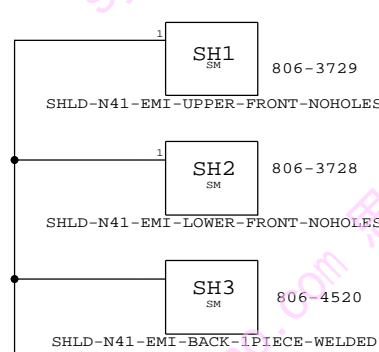 1
SH1
SM
806-3729
SHLD-N41-EMI-UPPER-FRONT-NOHOLES
1
SH2
SM
806-3728
SHLD-N41-EMI-LOWER-FRONT-NOHOLES
SH3
SM
806-4520
SHLD-N41-EMI-BACK-1PIECE-WELDED